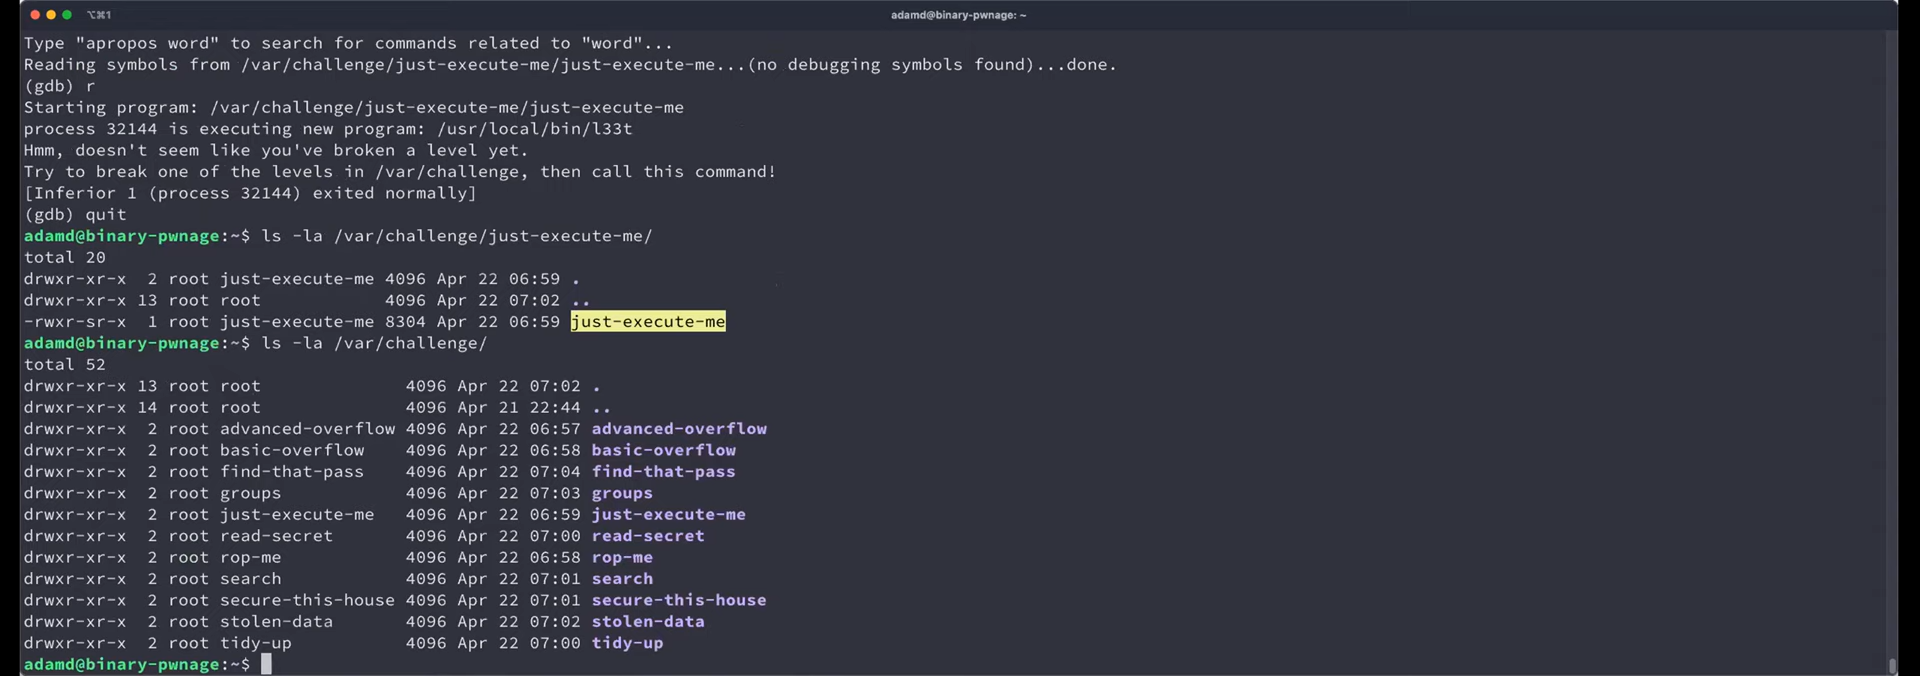 ⌥⌘1
adamd@binary-pwnage: ~
Type "apropos word" to search for commands related to "word"...
Reading symbols from /var/challenge/just-execute-me/just-execute-me...(no debugging symbols found)...done.
(gdb) r
Starting program: /var/challenge/just-execute-me/just-execute-me
process 32144 is executing new program: /usr/local/bin/l33t
Hmm, doesn't seem like you've broken a level yet.
Try to break one of the levels in /var/challenge, then call this command!
[Inferior 1 (process 32144) exited normally]
(gdb) quit
adamd@binary-pwnage:~$ ls -la /var/challenge/just-execute-me/
total 20
drwxr-xr-x  2 root just-execute-me 4096 Apr 22 06:59 .
drwxr-xr-x 13 root root            4096 Apr 22 07:02 ..
-rwxr-sr-x  1 root just-execute-me 8304 Apr 22 06:59 just-execute-me
adamd@binary-pwnage:~$ ls -la /var/challenge/
total 52
drwxr-xr-x 13 root root              4096 Apr 22 07:02 .
drwxr-xr-x 14 root root              4096 Apr 21 22:44 ..
drwxr-xr-x  2 root advanced-overflow 4096 Apr 22 06:57 advanced-overflow
drwxr-xr-x  2 root basic-overflow    4096 Apr 22 06:58 basic-overflow
drwxr-xr-x  2 root find-that-pass    4096 Apr 22 07:04 find-that-pass
drwxr-xr-x  2 root groups            4096 Apr 22 07:03 groups
drwxr-xr-x  2 root just-execute-me   4096 Apr 22 06:59 just-execute-me
drwxr-xr-x  2 root read-secret       4096 Apr 22 07:00 read-secret
drwxr-xr-x  2 root rop-me            4096 Apr 22 06:58 rop-me
drwxr-xr-x  2 root search            4096 Apr 22 07:01 search
drwxr-xr-x  2 root secure-this-house 4096 Apr 22 07:01 secure-this-house
drwxr-xr-x  2 root stolen-data       4096 Apr 22 07:02 stolen-data
drwxr-xr-x  2 root tidy-up           4096 Apr 22 07:00 tidy-up
adamd@binary-pwnage:~$